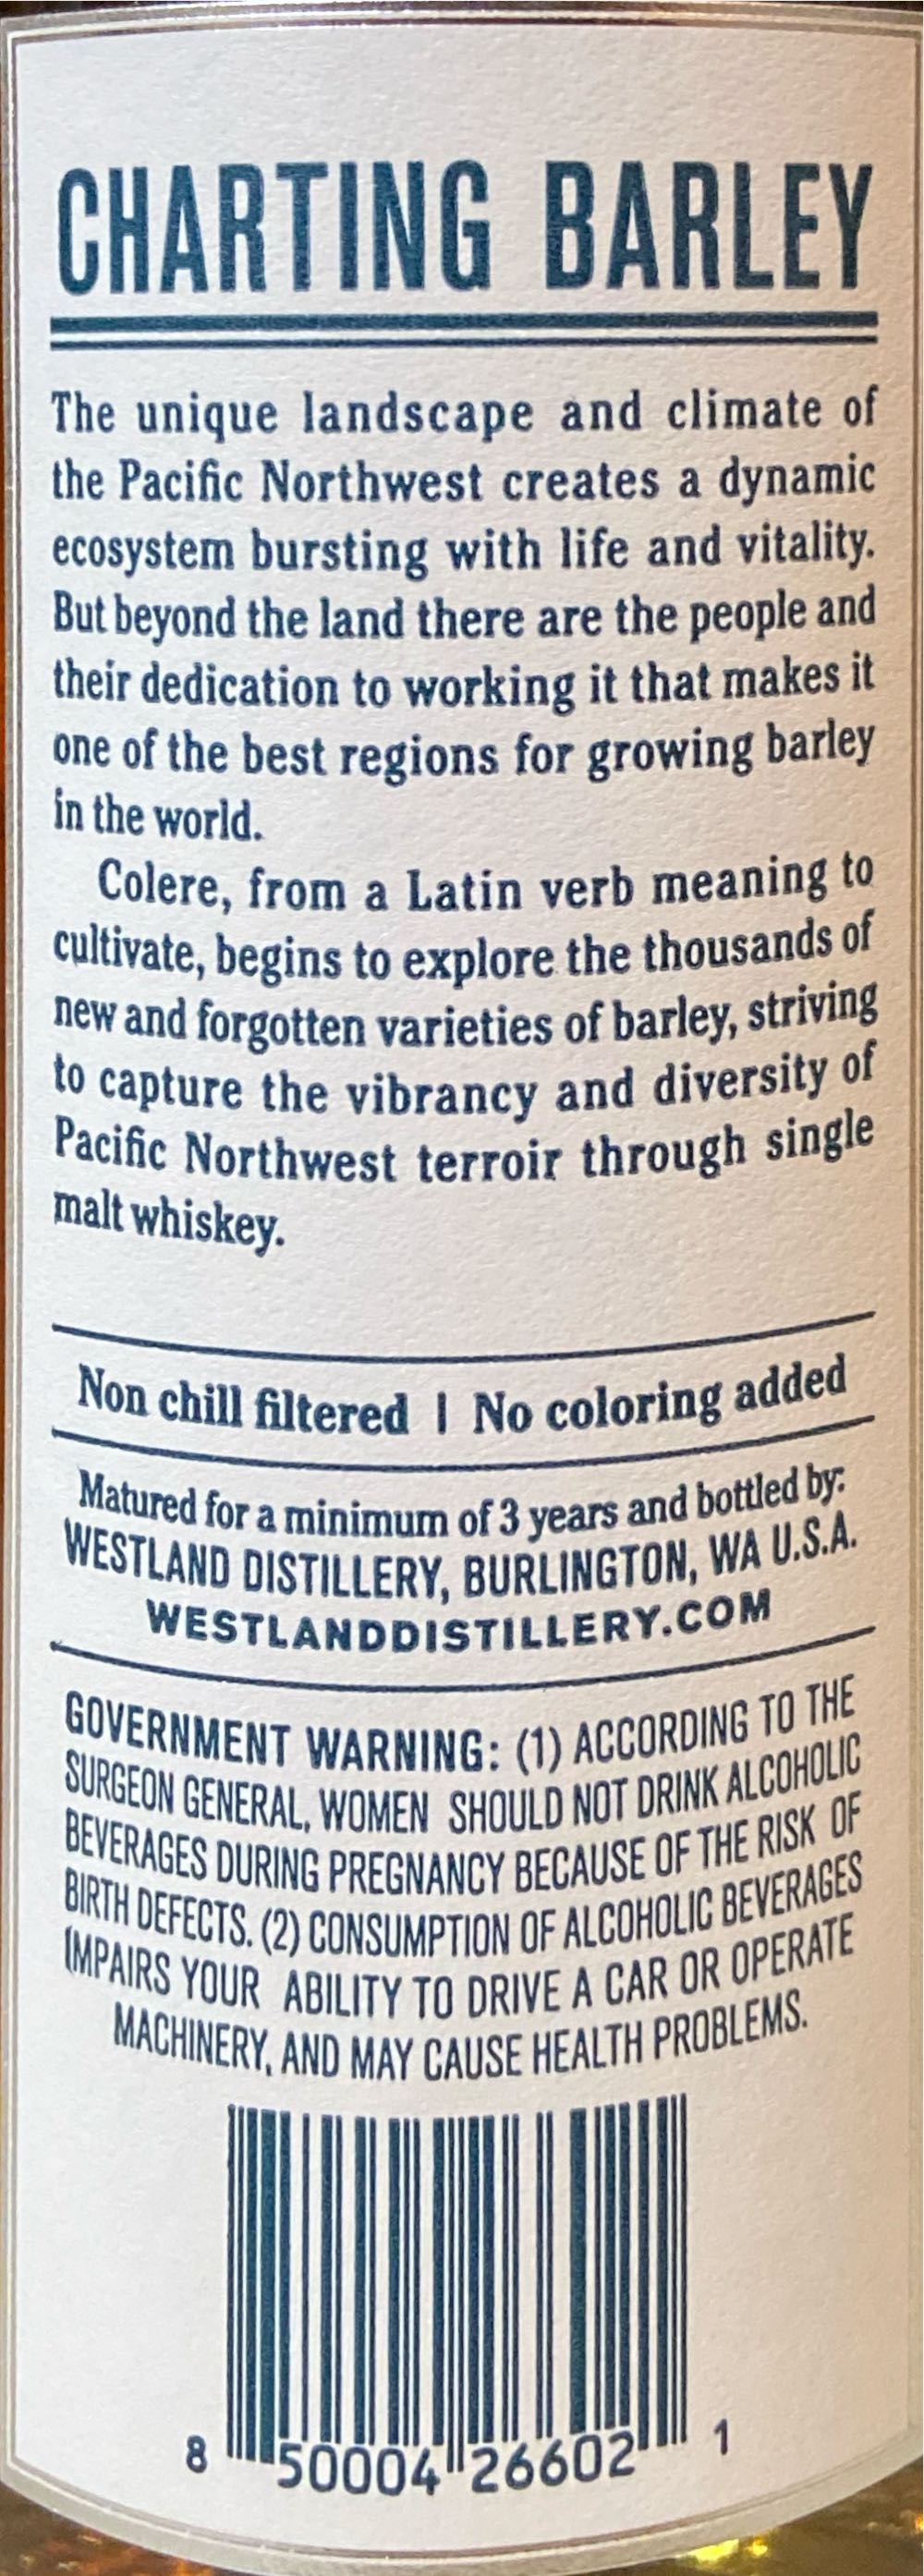 CHARTING BARLEY
The unique landscape and climate of
the Pacific Northwest creates a dynamic
ecosystem bursting with life and vitality.
But beyond the land there are the people and
their dedication to working it that makes it
one of the best regions for growing barley
in the world.
Colere, from a Latin verb meaning to
cultivate, begins to explore the thousands of
new and forgotten varieties of barley, striving
to capture the vibrancy and diversity of
Pacific Northwest terroir through single
malt whiskey.
Non chill filtered | No coloring added
Matured for a minimum of 3 years and bottled by:
WESTLAND DISTILLERY, BURLINGTON, WA U.S.A.
WESTLANDDISTILLERY.COM
GOVERNMENT WARNING: (1) ACCORDING TO THE
SURGEON GENERAL, WOMEN SHOULD NOT DRINK ALCOHOLIC
BEVERAGES DURING PREGNANCY BECAUSE OF THE RISK OF
BIRTH DEFECTS. (2) CONSUMPTION OF ALCOHOLIC BEVERAGES
IMPAIRS YOUR ABILITY TO DRIVE A CAR OR OPERATE
MACHINERY, AND MAY CAUSE HEALTH PROBLEMS.
8 50004 26602 1